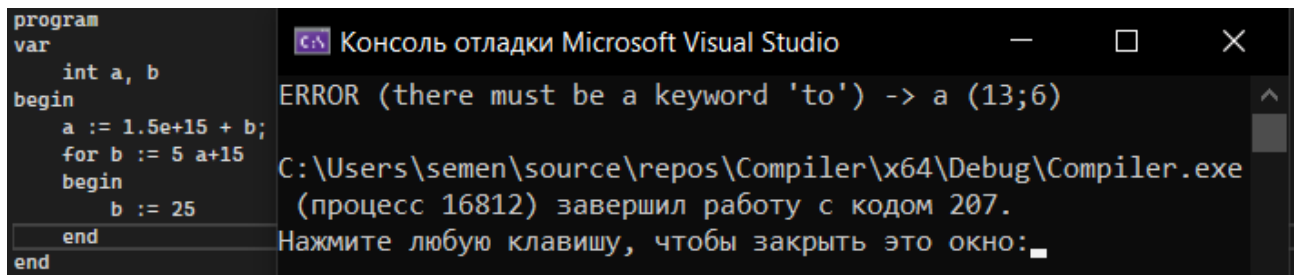 program
var
int a, b
begin
a := 1.5e+15 + b;
for b := 5 a+15
begin
b := 25
end
end
C:\ Консоль отладки Microsoft Visual Studio
ERROR (there must be a keyword 'to') -> a (13;6)
C:\Users\semen\source\repos\Compiler\x64\Debug\Compiler.exe
(процесс 16812) завершил работу с кодом 207.
Нажмите любую клавишу, чтобы закрыть это окно: